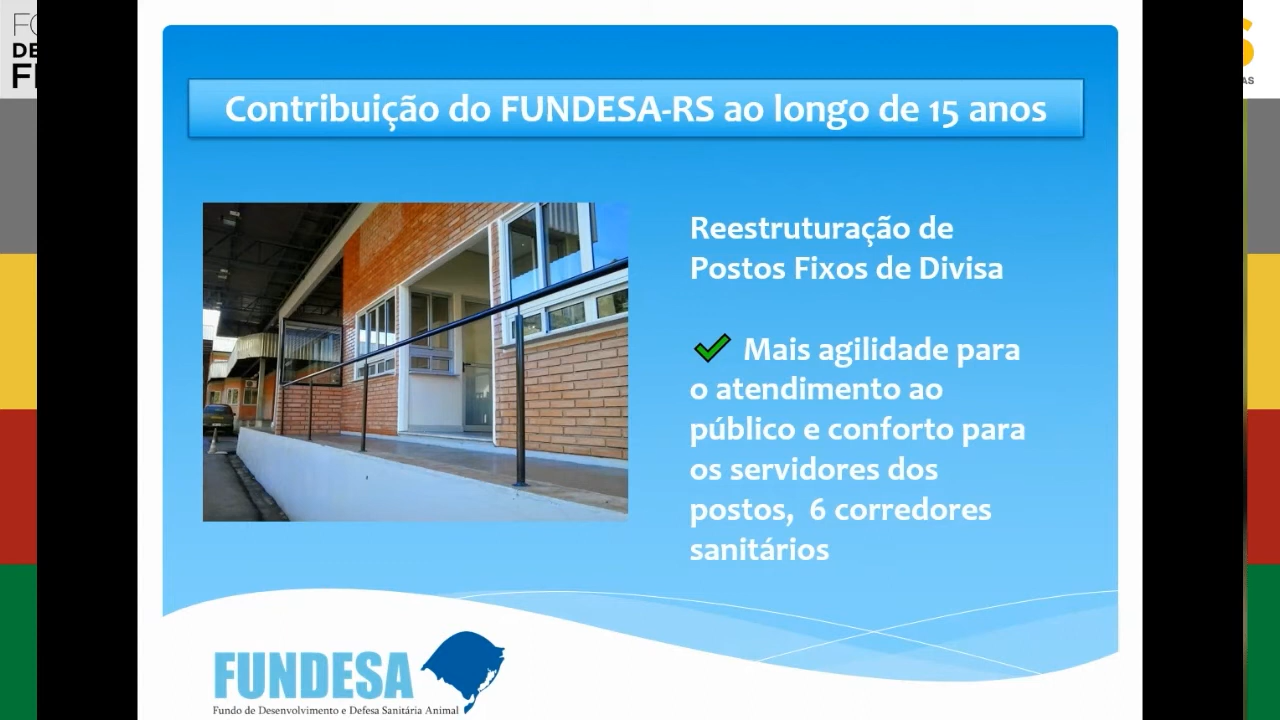 Contribuição do FUNDESA-RS ao longo de 15 anos
Reestruturação de
Postos Fixos de Divisa
Mais agilidade para
o atendimento ao
público e conforto para
os servidores dos
postos, 6 corredores
sanitários
FUNDESA
Fundo de Desenvolvimento e Defesa Sanitária Animal